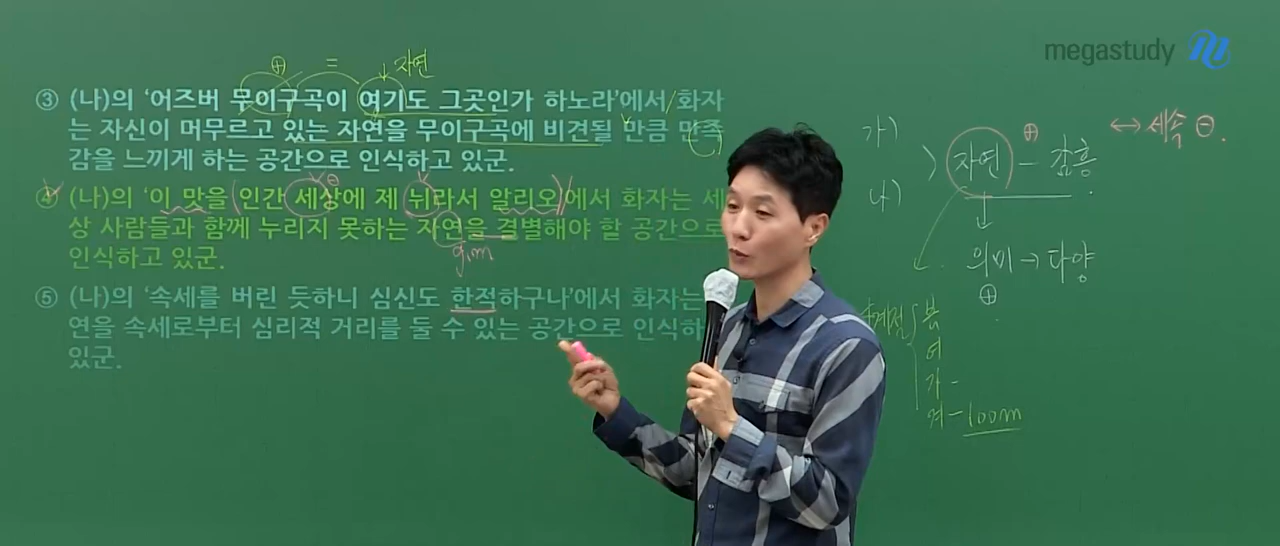 megastudy
⊕ = 자연
③ (나)의 ‘어즈버 무이구곡이 여기도 그곳인가 하노라’에서 화자
는 자신이 머무르고 있는 자연을 무이구곡에 비견될 만큼 만족
감을 느끼게 하는 공간으로 인식하고 있군.
④ (나)의 ‘이 맛을 인간 세상에 제 뉘라서 알리오’에서 화자는 세
상 사람들과 함께 누리지 못하는 자연을 결별해야 할 공간으로
인식하고 있군.
⑤ (나)의 ‘속세를 버린 듯하니 심신도 한적하구나’에서 화자는
연을 속세로부터 심리적 거리를 둘 수 있는 공간으로 인식하
있군.
가)
나)
자연 - 감흥
⊕ ↔ 세속 ⊖.
의미 → 다양
⊕
봄
여
가 -
겨 - 100m